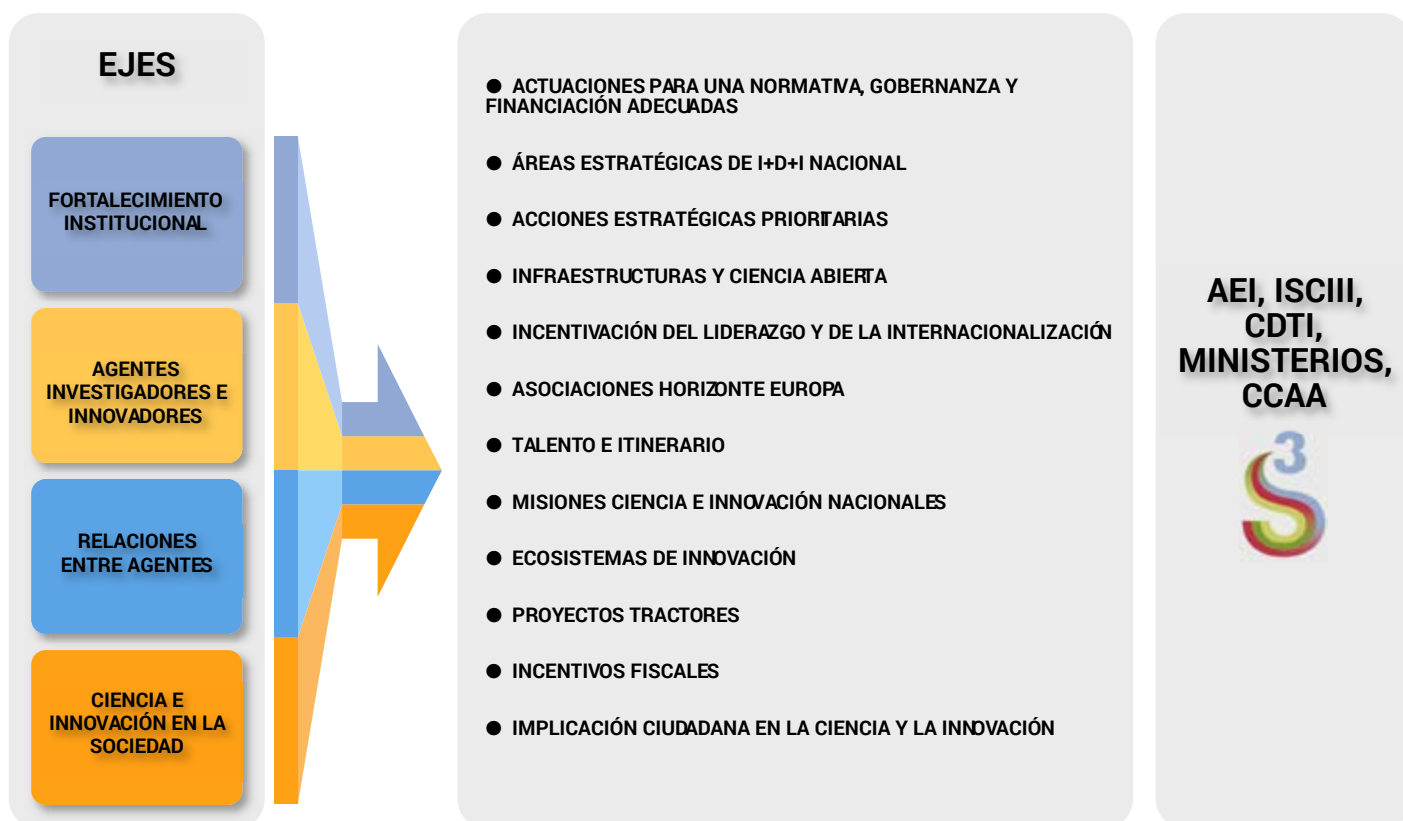 EJES
FORTALECIMIENTO
INSTITUCIONAL
AGENTES
INVESTIGADORES E
INNOVADORES
RELACIONES
ENTRE AGENTES
CIENCIA E
INNOVACIÓN EN LA
SOCIEDAD
● ACTUACIONES PARA UNA NORMATIVA, GOBERNANZA Y
FINANCIACIÓN ADECUADAS
● ÁREAS ESTRATÉGICAS DE I+D+I NACIONAL
● ACCIONES ESTRATÉGICAS PRIORITARIAS
● INFRAESTRUCTURAS Y CIENCIA ABIERTA
● INCENTIVACIÓN DEL LIDERAZGO Y DE LA INTERNACIONALIZACIÓN
● ASOCIACIONES HORIZONTE EUROPA
● TALENTO E ITINERARIO
● MISIONES CIENCIA E INNOVACIÓN NACIONALES
● ECOSISTEMAS DE INNOVACIÓN
● PROYECTOS TRACTORES
● INCENTIVOS FISCALES
● IMPLICACIÓN CIUDADANA EN LA CIENCIA Y LA INNOVACIÓN
AEI, ISCIII,
CDTI,
MINISTERIOS,
CCAA
S3